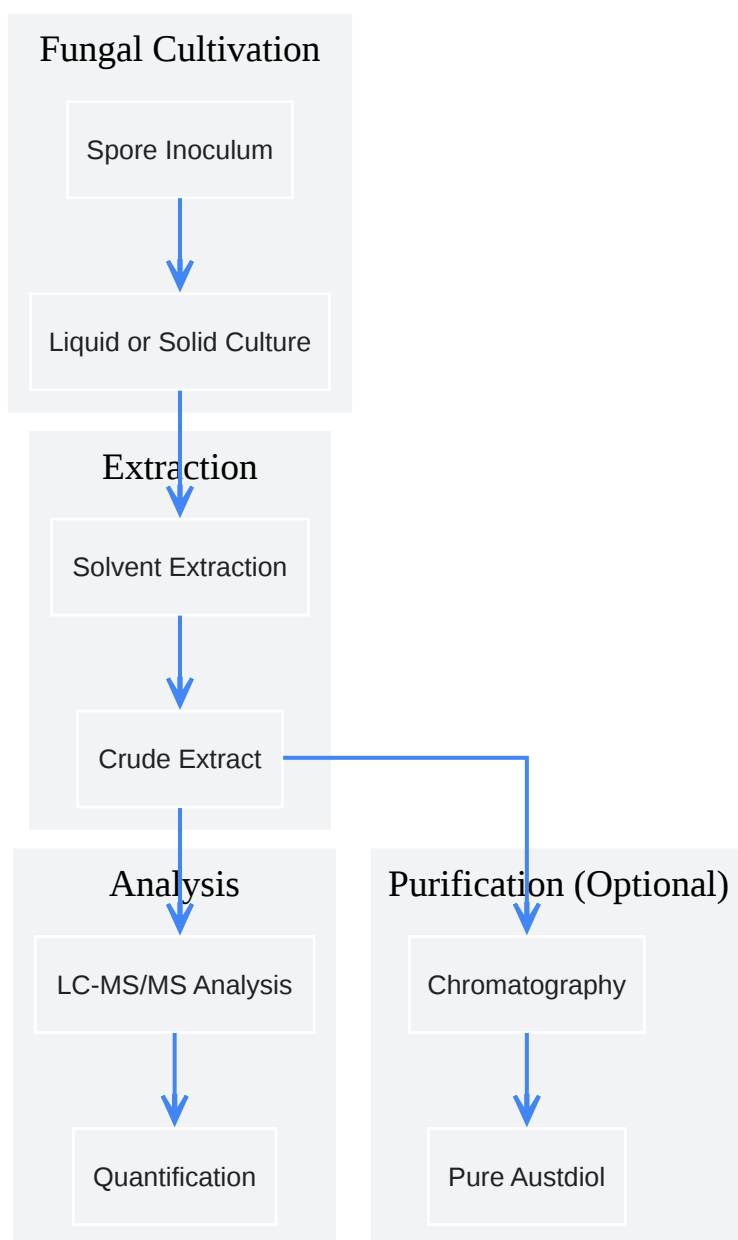 Fungal Cultivation
Spore Inoculum
Liquid or Solid Culture
Extraction
Solvent Extraction
Crude Extract
Analysis
LC-MS/MS Analysis
Quantification
Purification (Optional)
Chromatography
Pure Austdiol